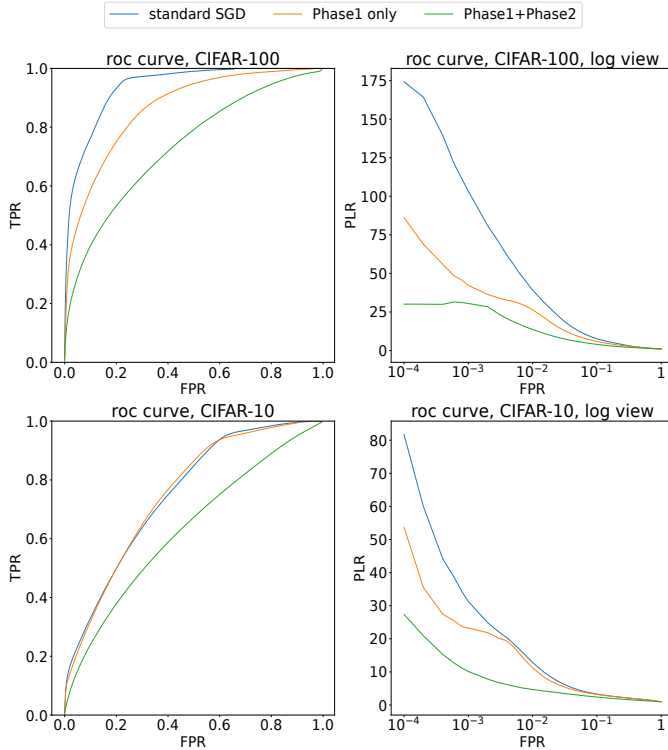 standard SGD Phase1 only Phase1+Phase2
roc curve, CIFAR-100
TPR
1.0
0.8
0.6
0.4
0.2
0.0
0.0 0.2 0.4 0.6 0.8 1.0
FPR
roc curve, CIFAR-100, log view
PLR
175
150
125
100
75
50
25
0
10⁻⁴ 10⁻³ 10⁻² 10⁻¹ 1
FPR
roc curve, CIFAR-10
TPR
1.0
0.8
0.6
0.4
0.2
0.0
0.0 0.2 0.4 0.6 0.8 1.0
FPR
roc curve, CIFAR-10, log view
PLR
80
70
60
50
40
30
20
10
0
10⁻⁴ 10⁻³ 10⁻² 10⁻¹ 1
FPR